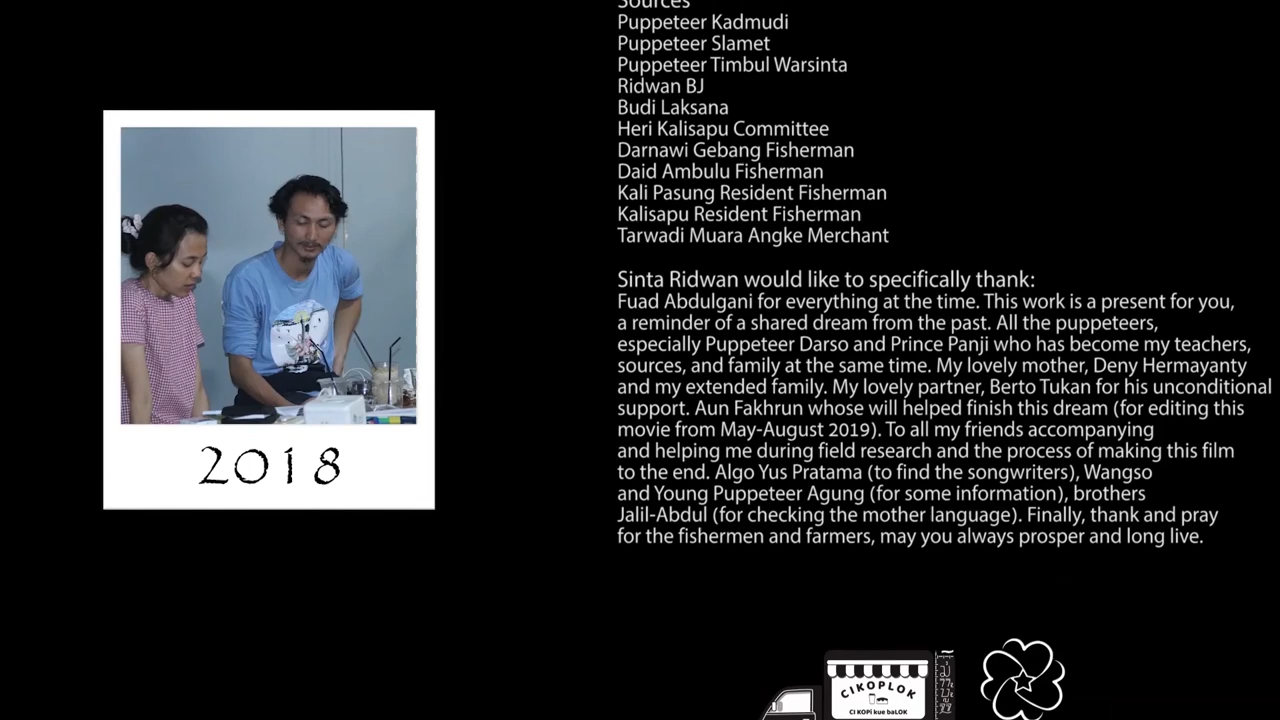 Sources
Puppeteer Kadmudi
Puppeteer Slamet
Puppeteer Timbul Warsinta
Ridwan BJ
Budi Laksana
Heri Kalisapu Committee
Darnawi Gebang Fisherman
Daid Ambulu Fisherman
Kali Pasung Resident Fisherman
Kalisapu Resident Fisherman
Tarwadi Muara Angke Merchant
Sinta Ridwan would like to specifically thank:
Fuad Abdulgani for everything at the time. This work is a present for you,
a reminder of a shared dream from the past. All the puppeteers,
especially Puppeteer Darso and Prince Panji who has become my teachers,
sources, and family at the same time. My lovely mother, Deny Hermayanty
and my extended family. My lovely partner, Berto Tukan for his unconditional
support. Aun Fakhrun whose will helped finish this dream (for editing this
movie from May-August 2019). To all my friends accompanying
and helping me during field research and the process of making this film
to the end. Algo Yus Pratama (to find the songwriters), Wangso
and Young Puppeteer Agung (for some information), brothers
Jalil-Abdul (for checking the mother language). Finally, thank and pray
for the fishermen and farmers, may you always prosper and long live.
2018
CIKOPLOK
CI KOPi kue baLOK